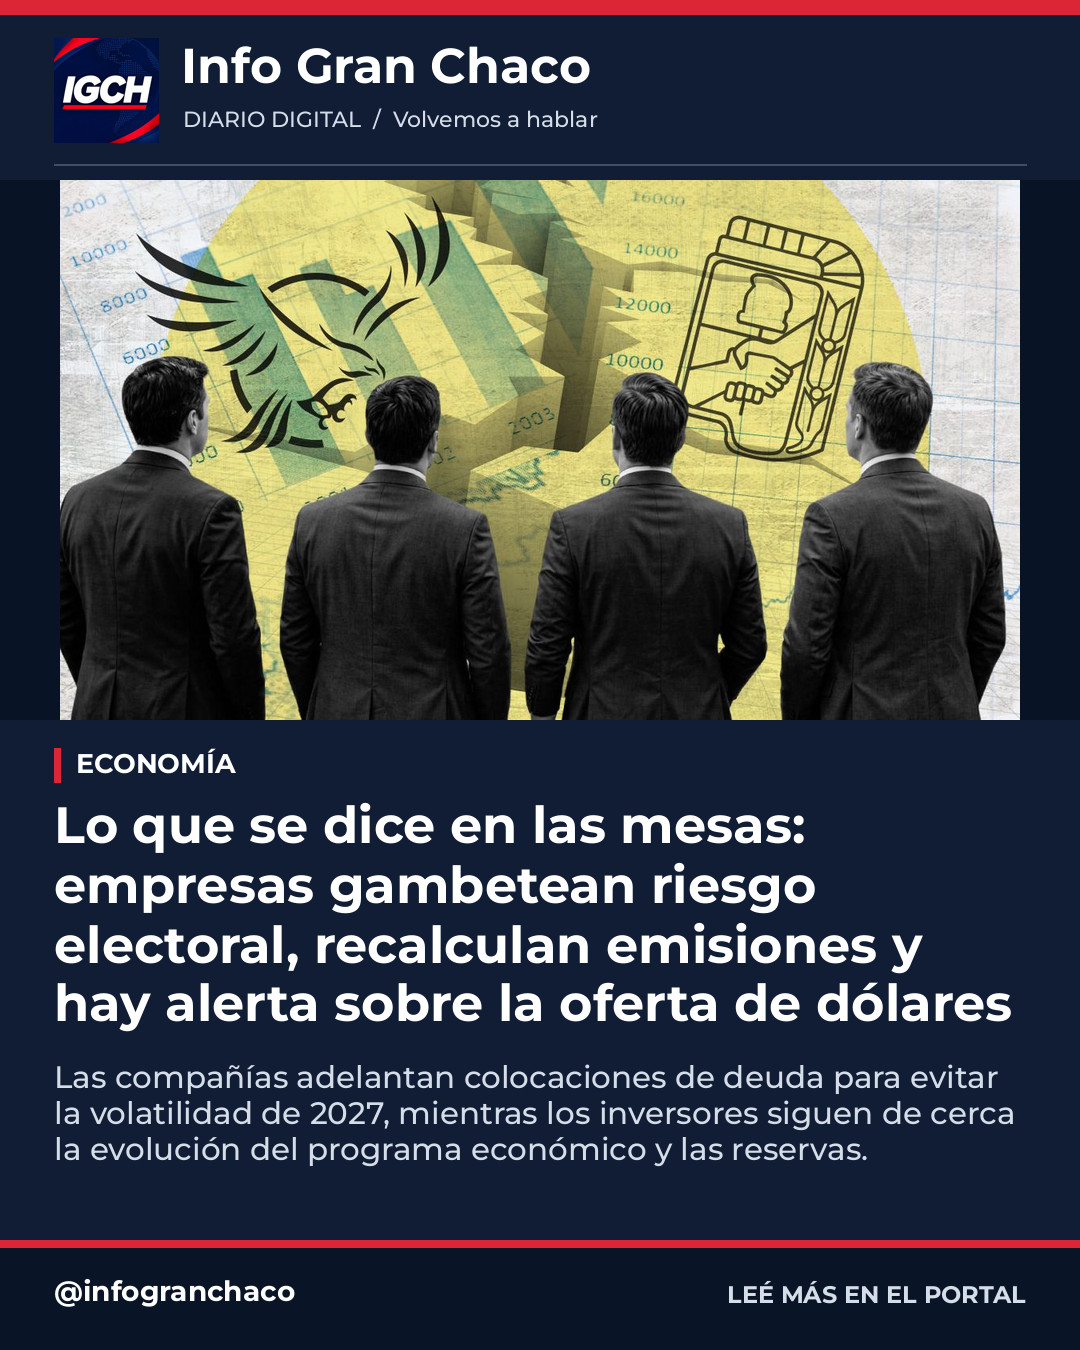 IGCH
Info Gran Chaco
DIARIO DIGITAL / Volvemos a hablar
2000
16000
10000
14000
8000
12000
6000
10000
2003
ECONOMÍA
Lo que se dice en las mesas:
empresas gambetean riesgo
electoral, recalculan emisiones y
hay alerta sobre la oferta de dólares
Las compañías adelantan colocaciones de deuda para evitar
la volatilidad de 2027, mientras los inversores siguen de cerca
la evolución del programa económico y las reservas.
@infogranchaco
LEÉ MÁS EN EL PORTAL